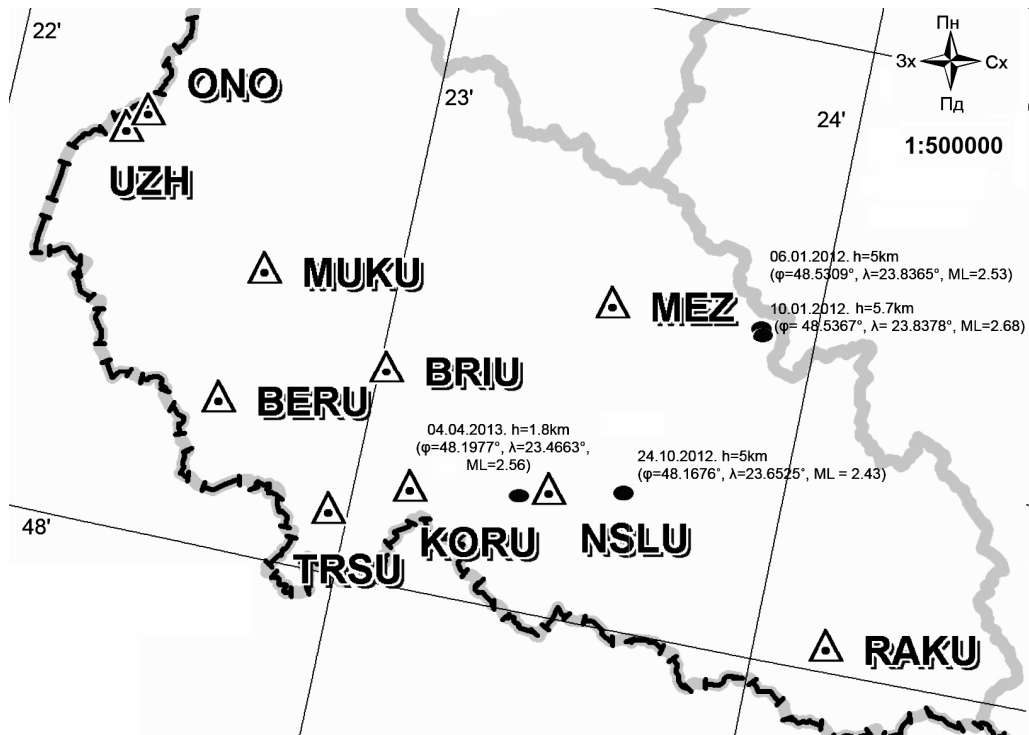 22'
Пн
ONO
Зх
Сх
23'
Пд
24'
1:500000
UZH
06.01.2012. h=5km
(φ=48.5309°, λ=23.8365°, ML=2.53)
MUKU
MEZ
10.01.2012. h=5.7km
(φ= 48.5367°, λ= 23.8378°, ML=2.68)
BRIU
BERU
04.04.2013. h=1.8km
(φ=48.1977°, λ=23.4663°,
ML=2.56)
24.10.2012. h=5km
(φ=48.1676°, λ=23.6525°, ML = 2.43)
48'
KORU
NSLU
TRSU
RAKU